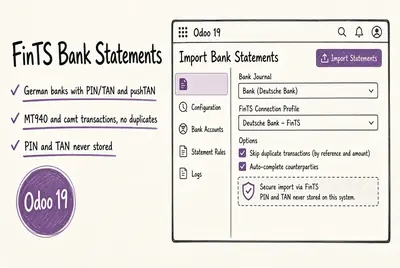 FinTS Bank Statements
German banks with PIN/TAN and pushTAN
MT940 and camt transactions, no duplicates
PIN and TAN never stored
Odoo 19
Odoo 19
Import Bank Statements
Import Statements
Configuration
Bank Accounts
Statement Rules
Logs
Bank Journal
Bank (Deutsche Bank)
FinTS Connection Profile
Deutsche Bank – FinTS
Options
Skip duplicate transactions (by reference and amount)
Auto-complete counterparties
Secure import via FinTS
PIN and TAN never stored on this system.